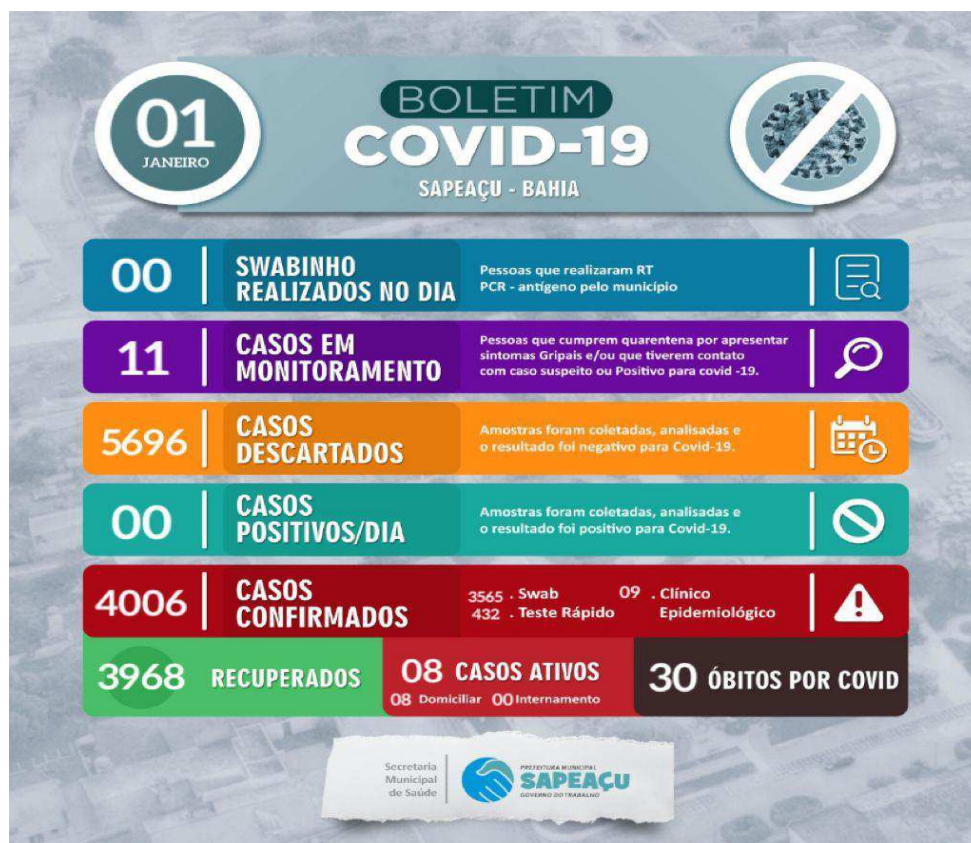 01
JANEIRO
BOLETIM
COVID-19
SAPEAÇU - BAHIA
00
SWABINHO
REALIZADOS NO DIA
Pessoas que realizaram RT
PCR - antígeno pelo município
11
CASOS EM
MONITORAMENTO
Pessoas que cumprem quarentena por apresentar
sintomas Gripais e/ou que tiverem contato
com caso suspeito ou Positivo para covid -19.
5696
CASOS
DESCARTADOS
Amostras foram coletadas, analisadas e
o resultado foi negativo para Covid-19.
00
CASOS
POSITIVOS/DIA
Amostras foram coletadas, analisadas e
o resultado foi positivo para Covid-19.
4006
CASOS
CONFIRMADOS
3565 . Swab
432 . Teste Rápido
09 . Clínico
Epidemiológico
3968 RECUPERADOS
08 CASOS ATIVOS
08 Domiciliar 00 Internamento
30 ÓBITOS POR COVID
Secretaria
Municipal
de Saúde
PREFEITURA MUNICIPAL
SAPEAÇU
GOVERNO DO TRABALHO